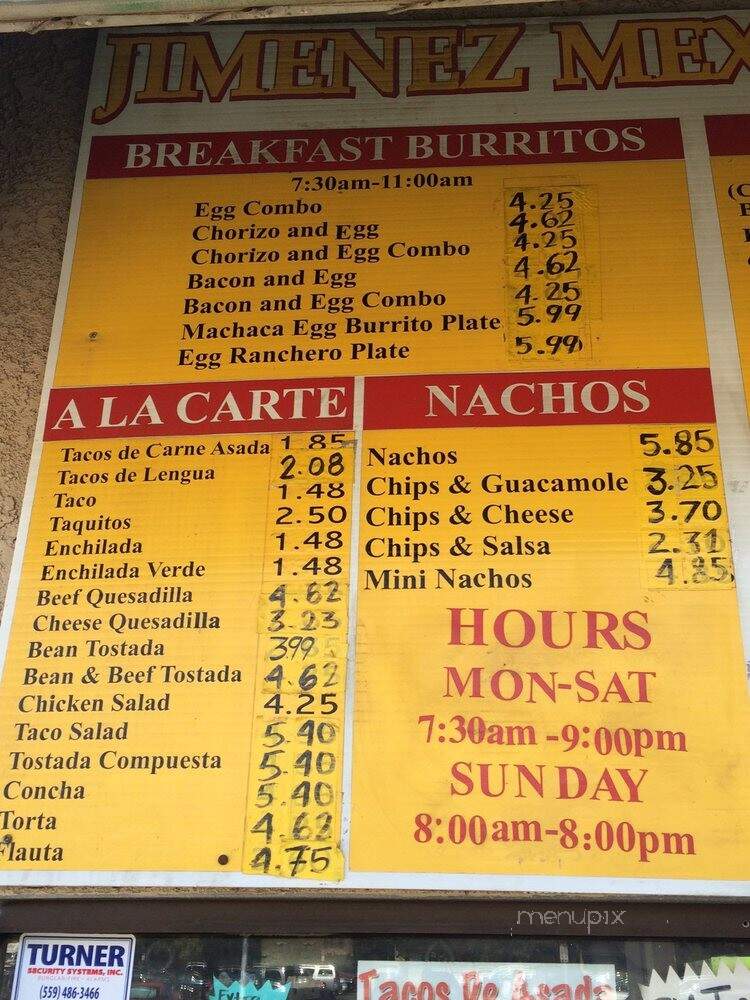 JIMENEZ MEX
BREAKFAST BURRITOS
7:30am-11:00am
Egg Combo 4.25
Chorizo and Egg 4.62
Chorizo and Egg Combo 4.25
Bacon and Egg 4.62
Bacon and Egg Combo 4.25
Machaca Egg Burrito Plate 5.99
Egg Ranchero Plate 5.99
A LA CARTE
Tacos de Carne Asada 1.85
Tacos de Lengua 2.08
Taco 1.48
Taquitos 2.50
Enchilada 1.48
Enchilada Verde 1.48
Beef Quesadilla 4.62
Cheese Quesadilla 3.23
Bean Tostada 3.99
Bean & Beef Tostada 4.62
Chicken Salad 4.25
Taco Salad 5.40
Tostada Compuesta 5.40
Concha 5.40
Torta 4.62
Flauta 4.75
NACHOS
Nachos 5.85
Chips & Guacamole 3.25
Chips & Cheese 3.70
Chips & Salsa 2.31
Mini Nachos 4.85
HOURS
MON-SAT
7:30am-9:00pm
SUNDAY
8:00am-8:00pm
menupix
TURNER
SECURITY SYSTEMS, INC.
BURGLAR/FIRE - ALARMS
(559) 486-3466
Tacos De Asada